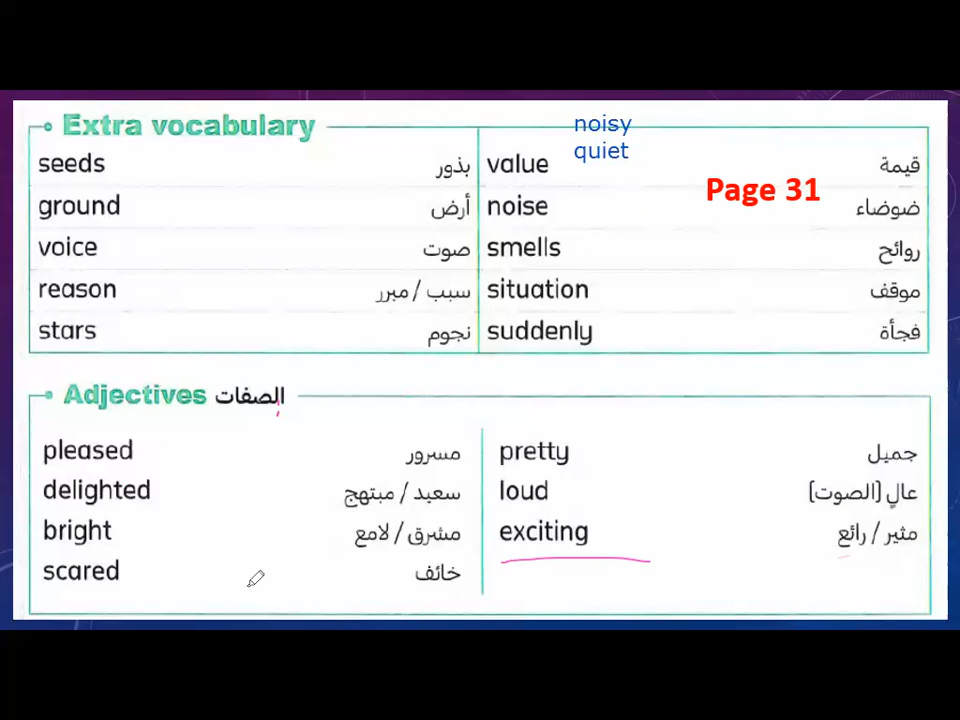 Extra vocabulary
noisy
quiet
Page 31
seeds بذور
ground أرض
voice صوت
reason سبب / مبرر
stars نجوم
value قيمة
noise ضوضاء
smells روائح
situation موقف
suddenly فجأة
Adjectives الصفات
pleased مسرور
delighted سعيد / مبتهج
bright مشرق / لامع
scared خائف
pretty جميل
loud عالٍ (الصوت)
exciting مثير / رائع